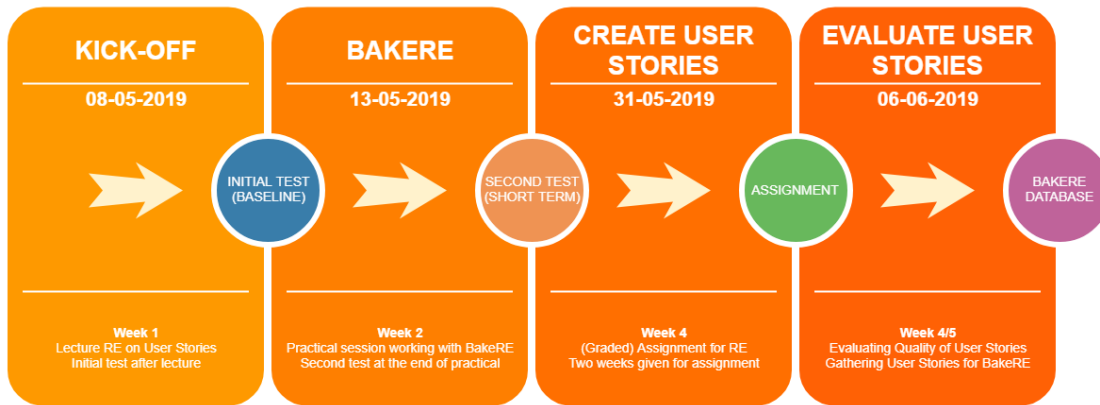 KICK-OFF
08-05-2019
INITIAL TEST
(BASELINE)
Week 1
Lecture RE on User Stories
Initial test after lecture
BAKERE
13-05-2019
SECOND TEST
(SHORT TERM)
Week 2
Practical session working with BakeRE
Second test at the end of practical
CREATE USER
STORIES
31-05-2019
ASSIGNMENT
Week 4
(Graded) Assignment for RE
Two weeks given for assignment
EVALUATE USER
STORIES
06-06-2019
BAKERE
DATABASE
Week 4/5
Evaluating Quality of User Stories
Gathering User Stories for BakeRE